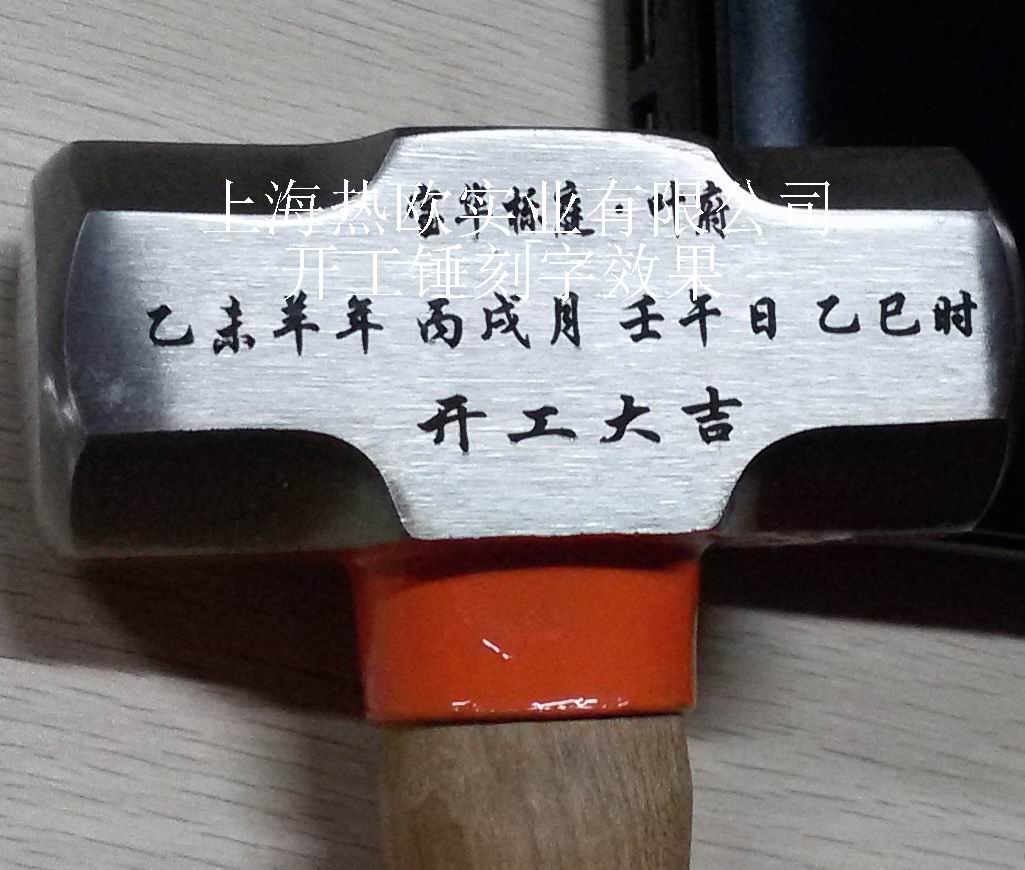 上海热欧实业有限公司
开工锤刻字效果
乙未羊年 丙戌月 壬午日 乙巳时
开工大吉